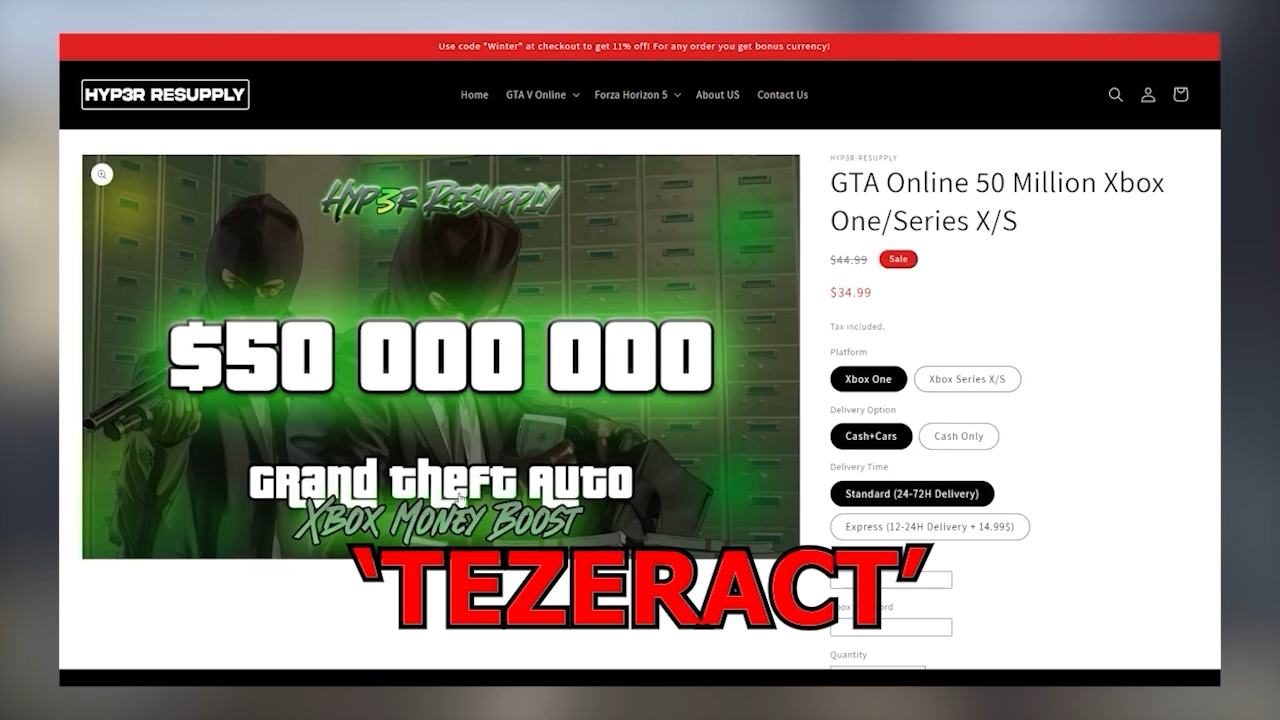 Use code "Winter" at checkout to get 11% off! For any order you get bonus currency!
HYP3R RESUPPLY
Home
GTA V Online
Forza Horizon 5
About US
Contact Us
HYP3R RESUPPLY
$50 000 000
grand theft auto
XBOX MONEY BOOST
HYP3R-RESUPPLY
GTA Online 50 Million Xbox
One/Series X/S
$44.99
Sale
$34.99
Tax included.
Platform
Xbox One
Xbox Series X/S
Delivery Option
Cash+Cars
Cash Only
Delivery Time
Standard (24-72H Delivery)
Express (12-24H Delivery + 14.99$)
Quantity
‘TEZERACT’